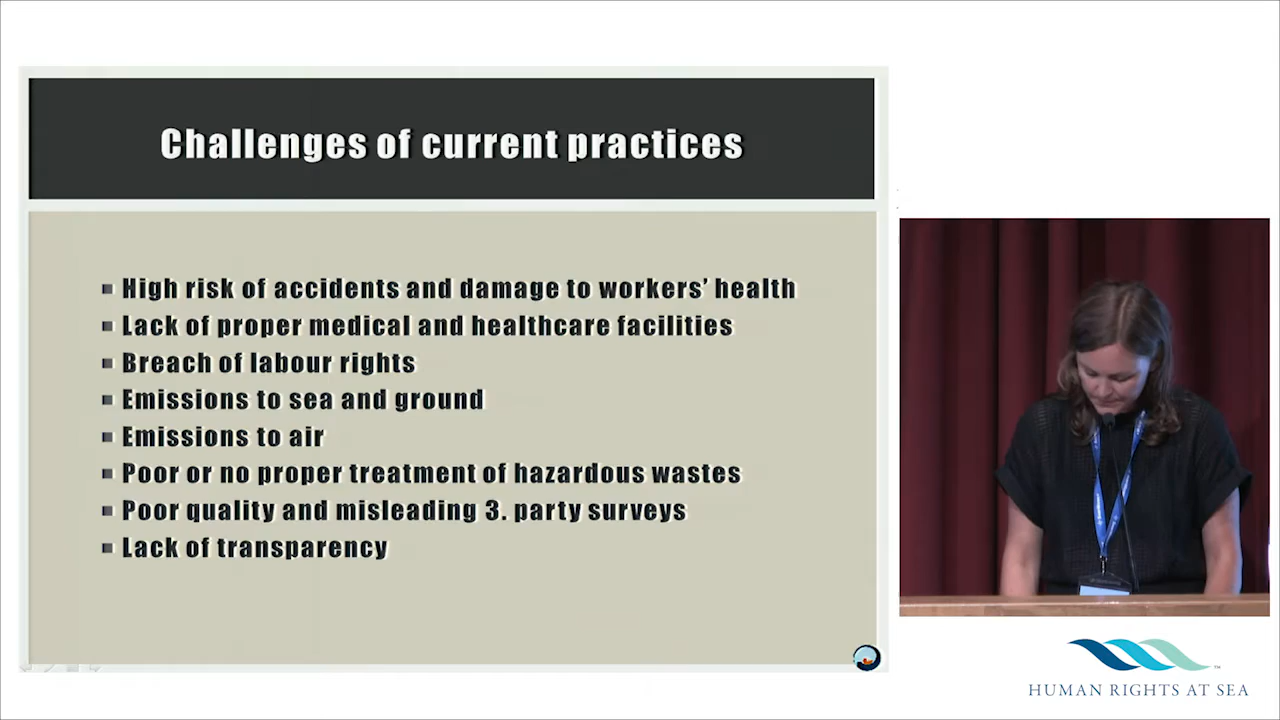 Challenges of current practices
High risk of accidents and damage to workers’ health
Lack of proper medical and healthcare facilities
Breach of labour rights
Emissions to sea and ground
Emissions to air
Poor or no proper treatment of hazardous wastes
Poor quality and misleading 3. party surveys
Lack of transparency
™
HUMAN RIGHTS AT SEA